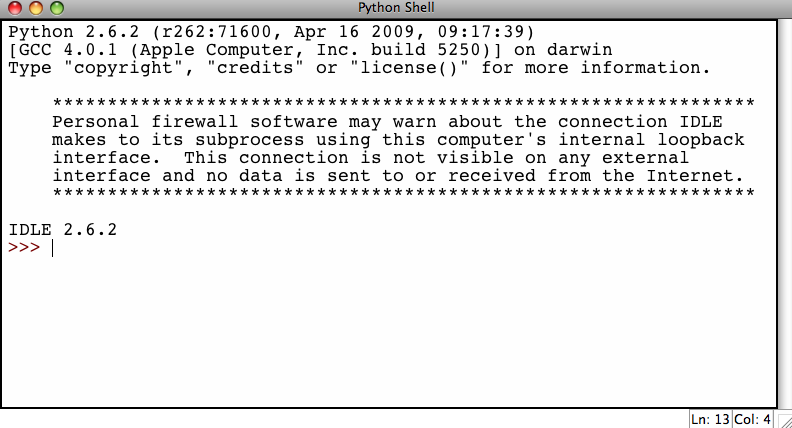 Python Shell
Python 2.6.2 (r262:71600, Apr 16 2009, 09:17:39)
[GCC 4.0.1 (Apple Computer, Inc. build 5250)] on darwin
Type "copyright", "credits" or "license()" for more information.
****************************************************************
Personal firewall software may warn about the connection IDLE
makes to its subprocess using this computer's internal loopback
interface.  This connection is not visible on any external
interface and no data is sent to or received from the Internet.
****************************************************************
IDLE 2.6.2
>>>
Ln: 13 Col: 4